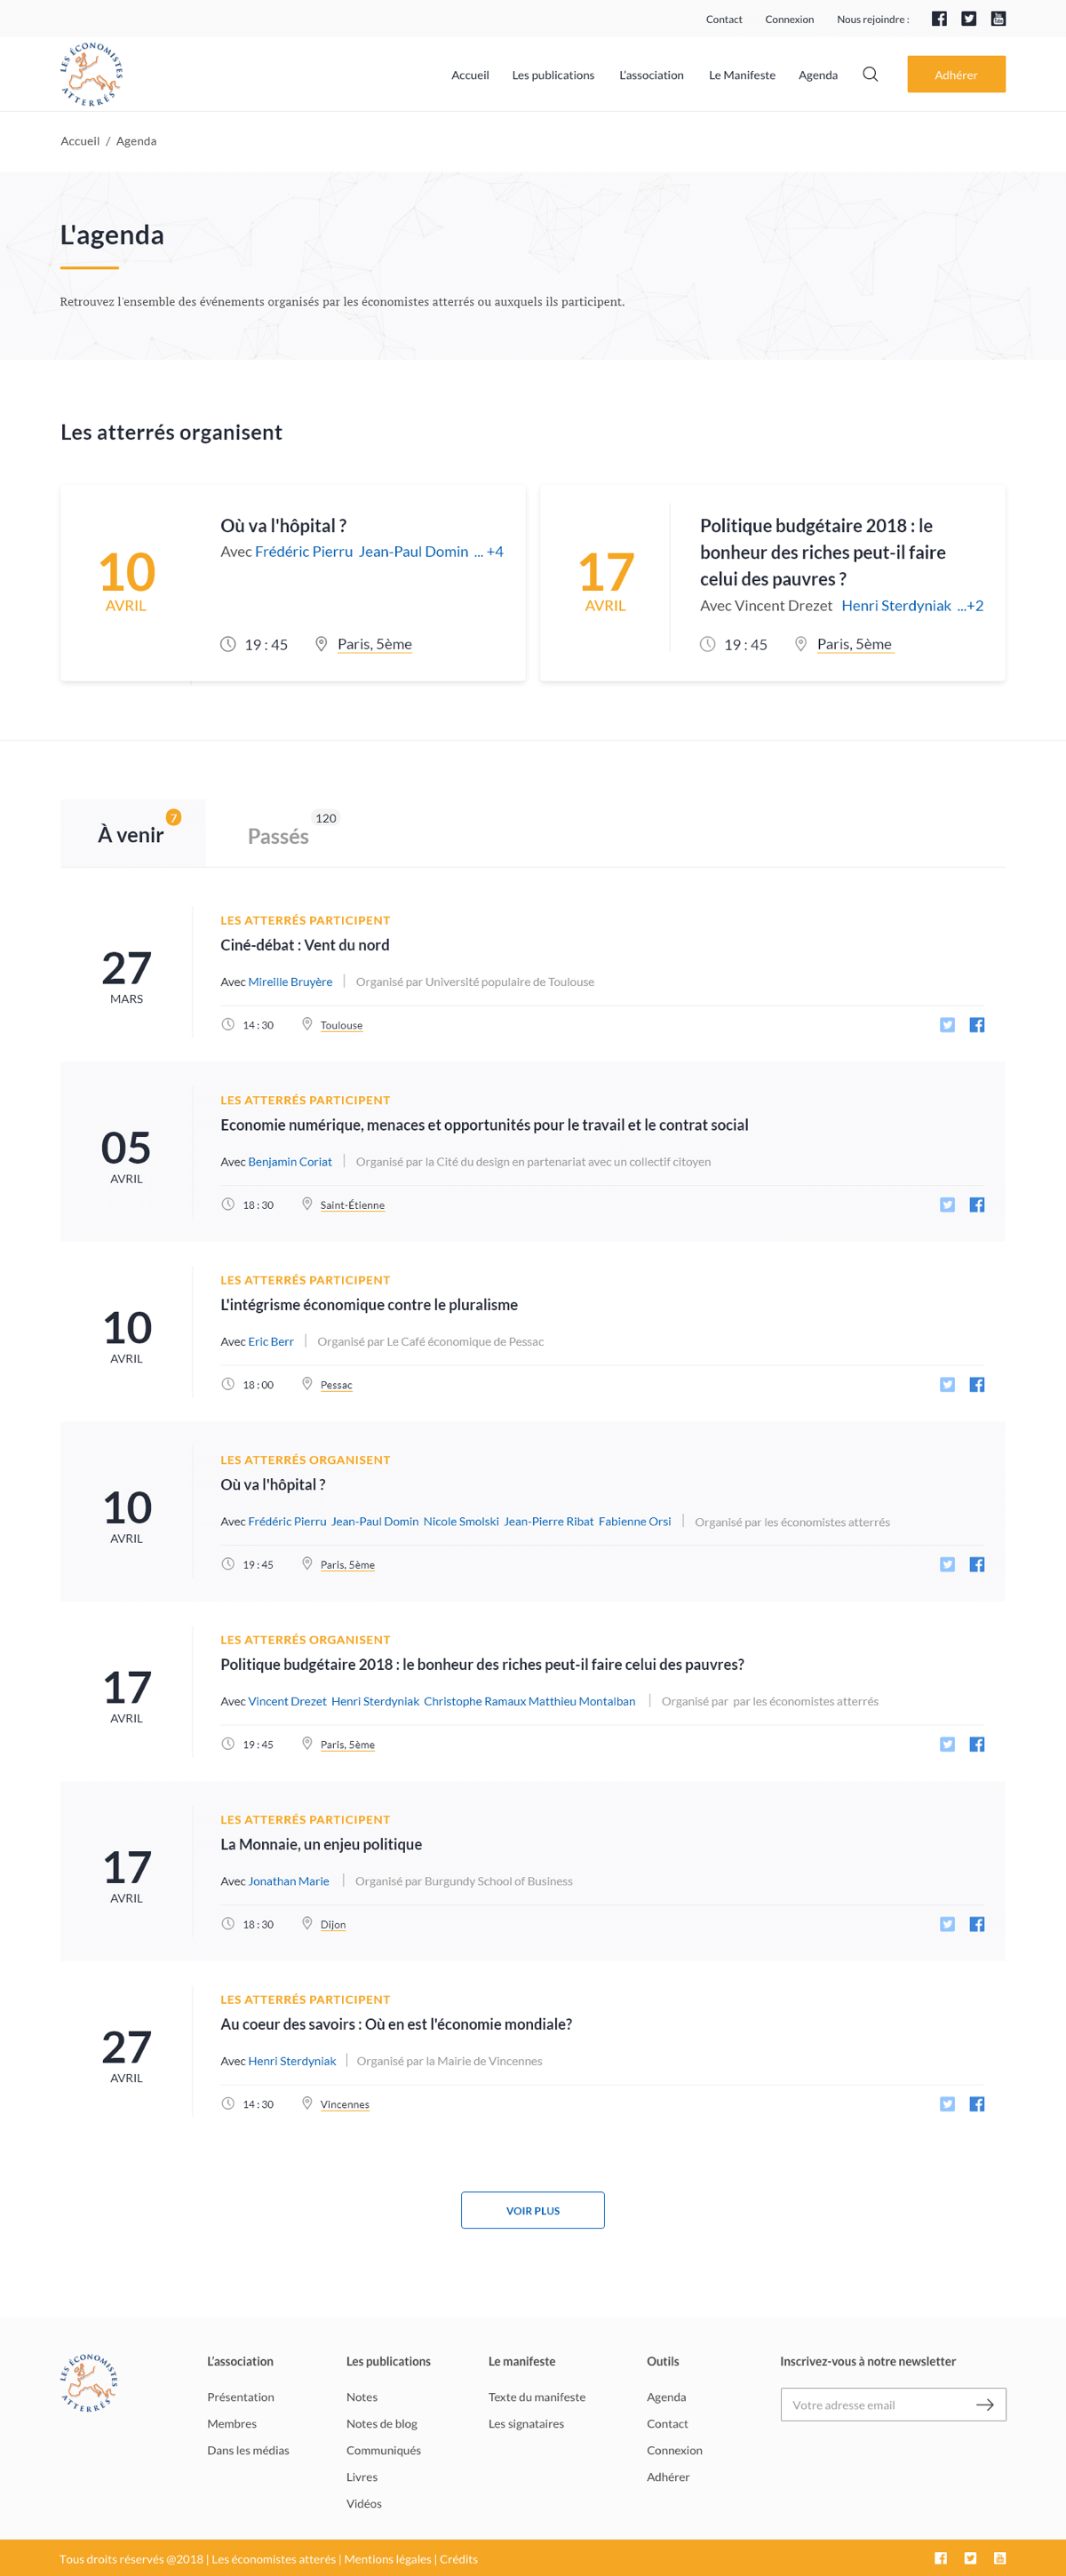 Contact Connexion Nous rejoindre :
LES ÉCONOMISTES ATTERRÉS
Accueil Les publications L'association Le Manifeste Agenda Adhérer
Accueil / Agenda
L'agenda
Retrouvez l'ensemble des événements organisés par les économistes atterrés ou auxquels ils participent.
Les atterrés organisent
10
AVRIL
Où va l'hôpital ?
Avec Frédéric Pierru Jean-Paul Domin ... +4
19 : 45 Paris, 5ème
17
AVRIL
Politique budgétaire 2018 : le
bonheur des riches peut-il faire
celui des pauvres ?
Avec Vincent Drezet Henri Sterdyniak ...+2
19 : 45 Paris, 5ème
À venir 7
Passés 120
27
MARS
LES ATTERRÉS PARTICIPENT
Ciné-débat : Vent du nord
Avec Mireille Bruyère | Organisé par Université populaire de Toulouse
14 : 30 Toulouse
05
AVRIL
LES ATTERRÉS PARTICIPENT
Economie numérique, menaces et opportunités pour le travail et le contrat social
Avec Benjamin Coriat | Organisé par la Cité du design en partenariat avec un collectif citoyen
18 : 30 Saint-Étienne
10
AVRIL
LES ATTERRÉS PARTICIPENT
L'intégrisme économique contre le pluralisme
Avec Eric Berr | Organisé par Le Café économique de Pessac
18 : 00 Pessac
10
AVRIL
LES ATTERRÉS ORGANISENT
Où va l'hôpital ?
Avec Frédéric Pierru Jean-Paul Domin Nicole Smolski Jean-Pierre Ribat Fabienne Orsi | Organisé par les économistes atterrés
19 : 45 Paris, 5ème
17
AVRIL
LES ATTERRÉS ORGANISENT
Politique budgétaire 2018 : le bonheur des riches peut-il faire celui des pauvres?
Avec Vincent Drezet Henri Sterdyniak Christophe Ramaux Matthieu Montalban | Organisé par par les économistes atterrés
19 : 45 Paris, 5ème
17
AVRIL
LES ATTERRÉS PARTICIPENT
La Monnaie, un enjeu politique
Avec Jonathan Marie | Organisé par Burgundy School of Business
18 : 30 Dijon
27
AVRIL
LES ATTERRÉS PARTICIPENT
Au coeur des savoirs : Où en est l'économie mondiale?
Avec Henri Sterdyniak | Organisé par la Mairie de Vincennes
14 : 30 Vincennes
VOIR PLUS
LES ÉCONOMISTES ATTERRÉS
L'association
Présentation
Membres
Dans les médias
Les publications
Notes
Notes de blog
Communiqués
Livres
Vidéos
Le manifeste
Texte du manifeste
Les signataires
Outils
Agenda
Contact
Connexion
Adhérer
Inscrivez-vous à notre newsletter
Votre adresse email
Tous droits réservés @2018 | Les économistes atterés | Mentions légales | Crédits